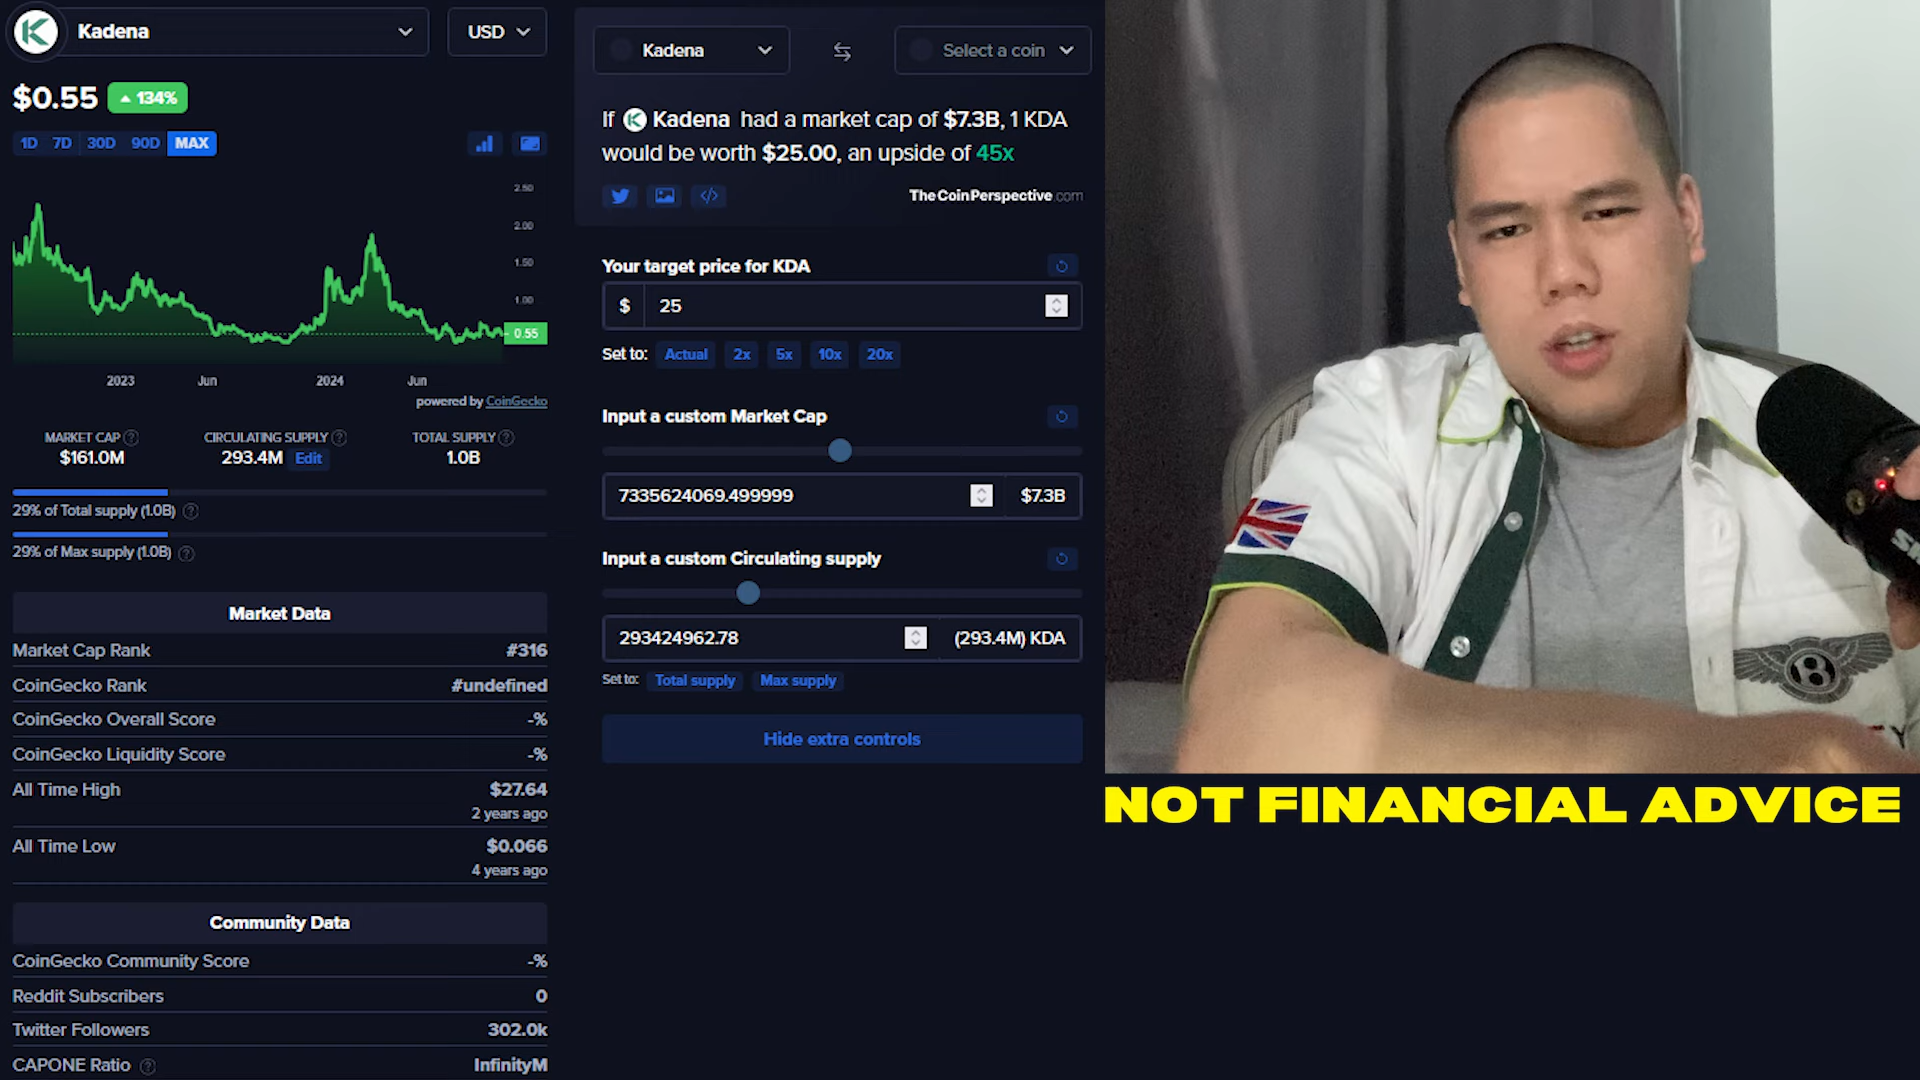 Kadena
USD
$0.55
134%
1D 7D 30D 90D MAX
2.50
2.00
1.50
1.00
0.55
2023 Jun 2024 Jun
powered by CoinGecko
MARKET CAP ?
$161.0M
CIRCULATING SUPPLY ?
293.4M Edit
TOTAL SUPPLY ?
1.0B
29% of Total supply (1.0B) ?
29% of Max supply (1.0B) ?
Market Data
Market Cap Rank #316
CoinGecko Rank #undefined
CoinGecko Overall Score -%
CoinGecko Liquidity Score -%
All Time High $27.64
2 years ago
All Time Low $0.066
4 years ago
Community Data
CoinGecko Community Score -%
Reddit Subscribers 0
Twitter Followers 302.0k
CAPONE Ratio ? InfinityM
Kadena
Select a coin
If Kadena had a market cap of $7.3B, 1 KDA
would be worth $25.00, an upside of 45x
TheCoinPerspective.com
Your target price for KDA
$ 25
Set to: Actual 2x 5x 10x 20x
Input a custom Market Cap
7335624069.499999 $7.3B
Input a custom Circulating supply
293424962.78 (293.4M) KDA
Set to: Total supply Max supply
Hide extra controls
B
NOT FINANCIAL ADVICE